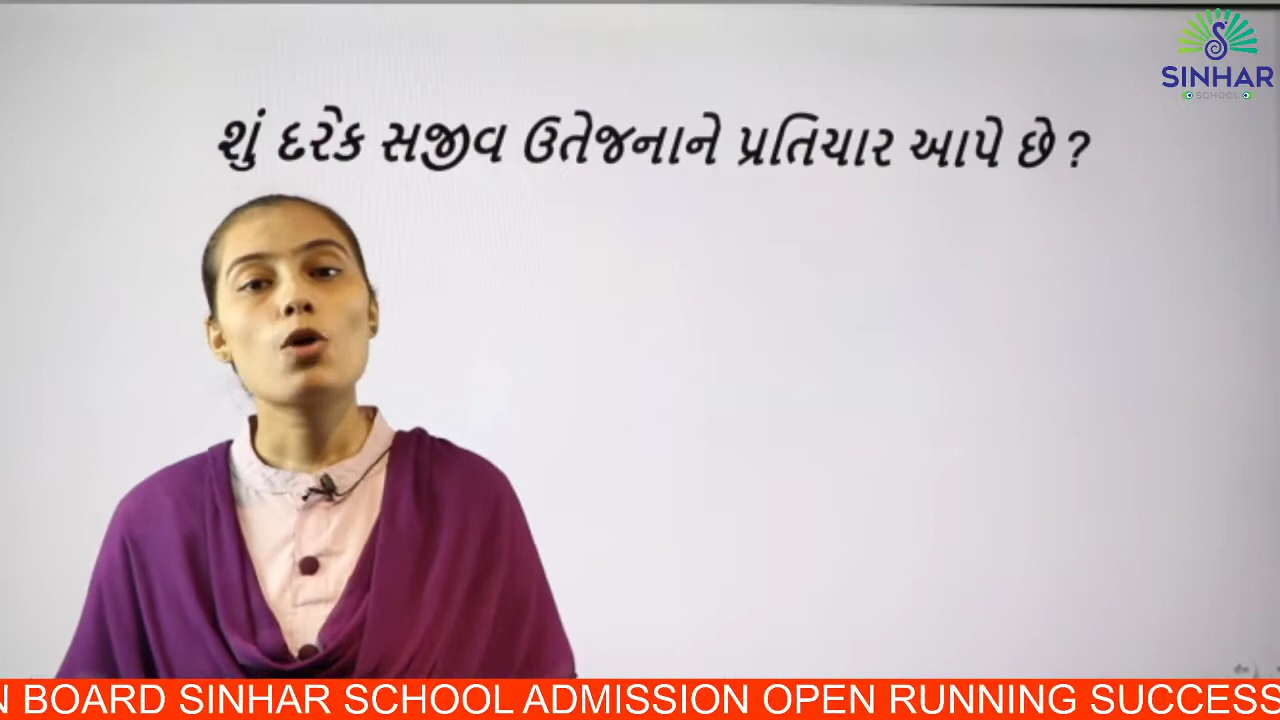 SINHAR
SCHOOL
શું દરેક સજીવ ઉતેજનાને પ્રતિચાર આપે છે ?
N BOARD SINHAR SCHOOL ADMISSION OPEN RUNNING SUCCESS